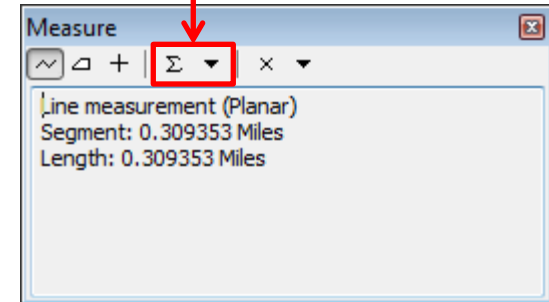 Measure
Σ
Line measurement (Planar)
Segment: 0.309353 Miles
Length: 0.309353 Miles